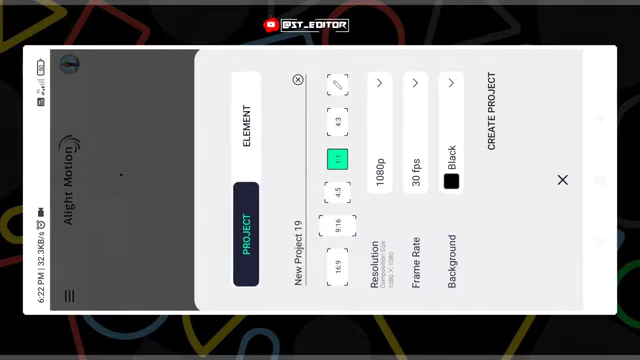 @ST_EDITOR
6:22 PM | 32.3KB/s
Alight Motion
PROJECT
ELEMENT
New Project 19
16:9
9:16
4:5
1:1
4:3
Resolution
Composition Size
1080 X 1080
1080p
Frame Rate
30 fps
Background
Black
CREATE PROJECT